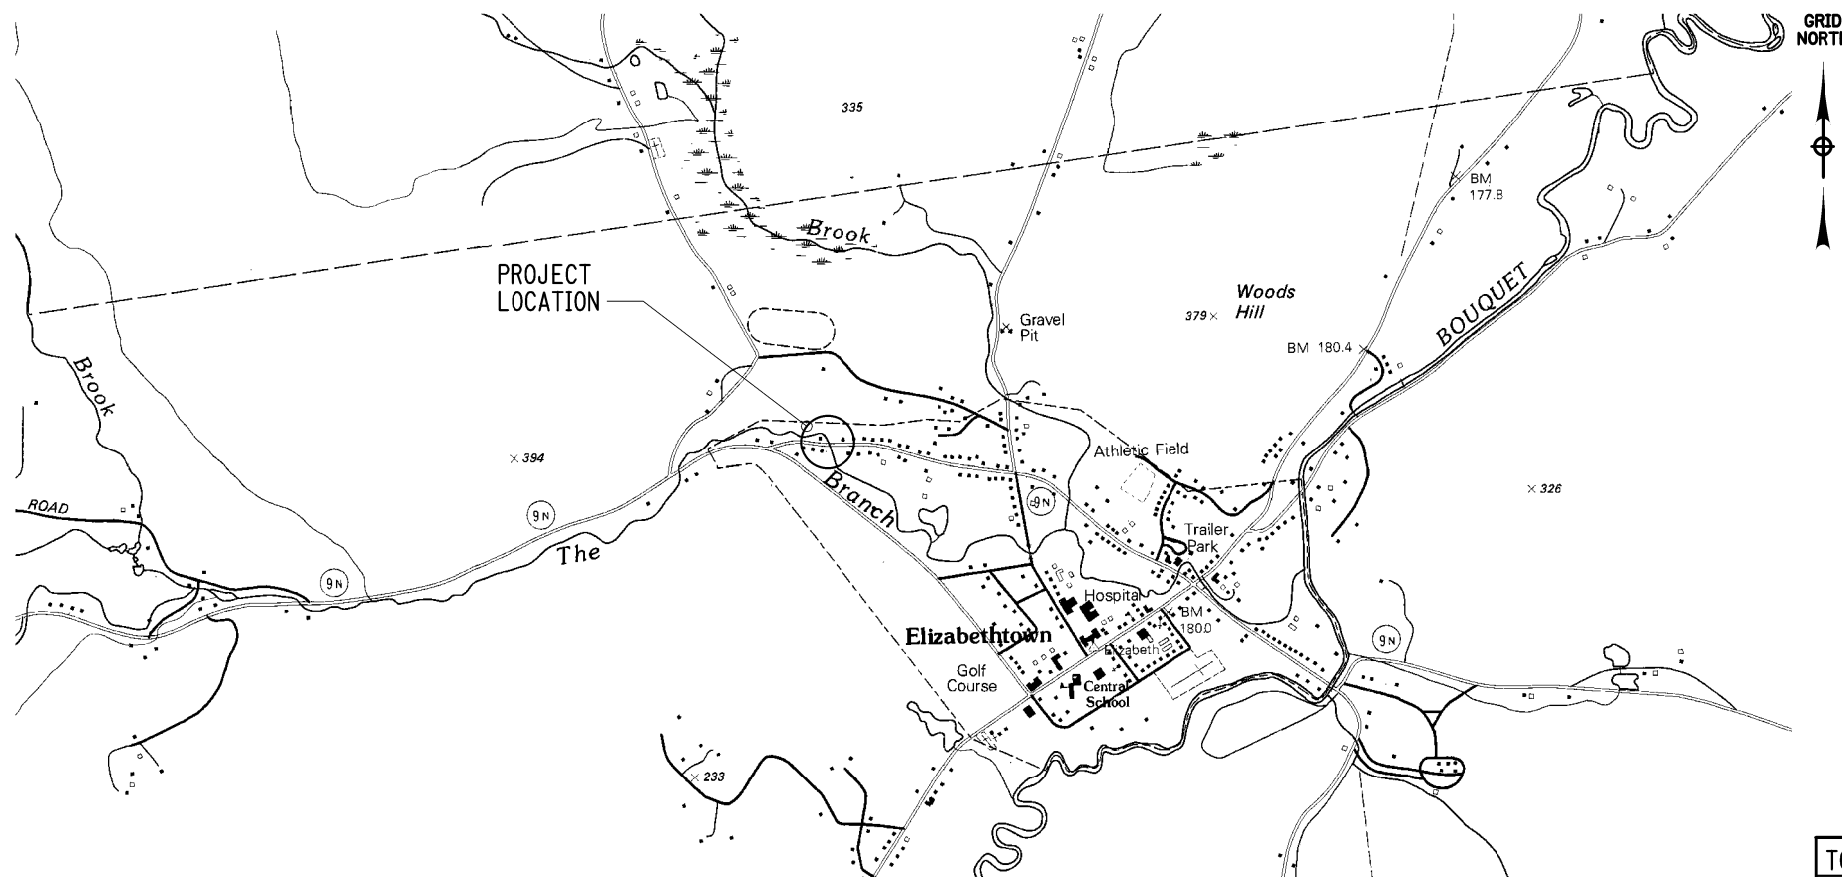 GRID
NORTH
335
BM
177.8
Brook
PROJECT
LOCATION
Woods
Hill
379
BOUQUET
Gravel
Pit
BM 180.4
Brook
394
Athletic Field
Branch
326
ROAD
9N
9N
The
Trailer
Park
9N
Hospital
BM
180.0
Elizabethtown
Elizabeth
9N
Golf
Course
Central
School
233